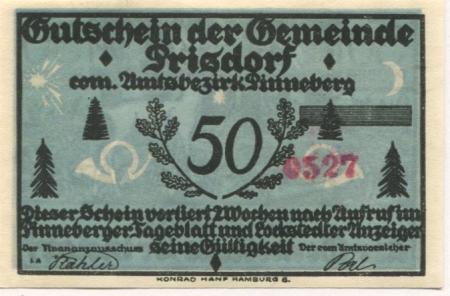 Gutschein der Gemeinde
Prisdorf
com. Amtsbezirk Pinneberg
50
0527
Dieser Schein verliert 2 Wochen nach Aufruf im
Pinneberger Tageblatt und Lockstedter Anzeiger
seine Gültigkeit
Der Finanzausschuss
I.A. Kähler
Der com Amtsvorsteher
KONRAD HANF HAMBURG 8.